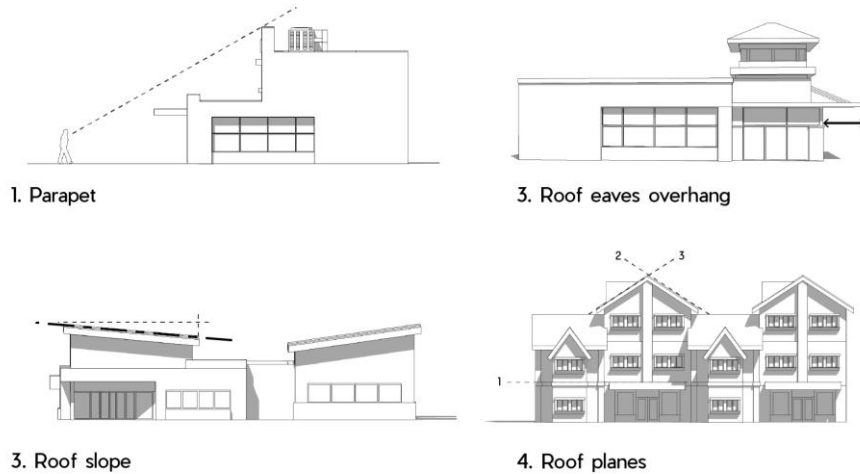 1. Parapet
3. Roof eaves overhang
2
3
1
3. Roof slope
4. Roof planes